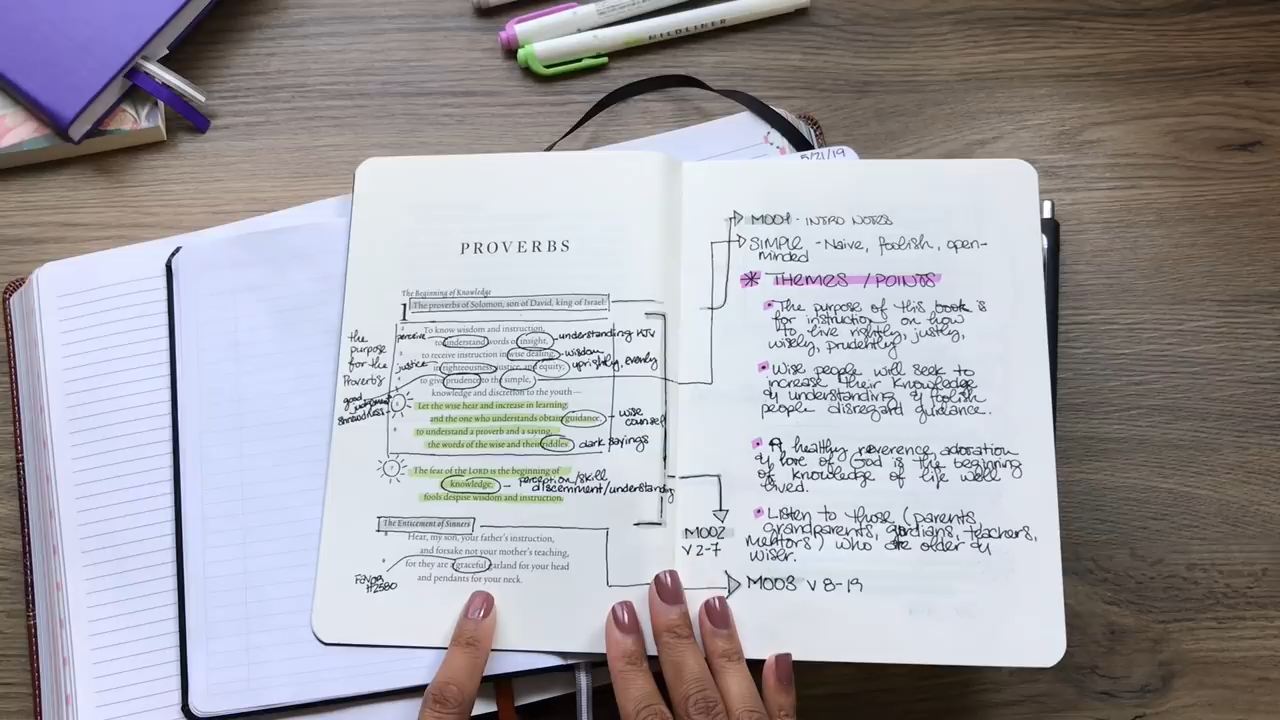 MIDLINER
5/21/19
PROVERBS
The Beginning of Knowledge
1 The proverbs of Solomon, son of David, king of Israel:
To know wisdom and instruction,
perceive to understand words of insight, - understanding KJV
to receive instruction in wise dealing, - wisdom
justice in righteousness, justice, and equity; uprightly, evenly
to give prudence to the simple,
knowledge and discretion to the youth—
Let the wise hear and increase in learning,
and the one who understands obtain guidance, - wise counsel
to understand a proverb and a saying,
the words of the wise and their riddles. dark sayings
The fear of the LORD is the beginning of
knowledge; - perception/skill
discernment/understanding
fools despise wisdom and instruction.
the
purpose
for the
Proverbs
good
judgement
shrewdness
The Enticement of Sinners
Hear, my son, your father's instruction,
and forsake not your mother's teaching,
for they are a graceful garland for your head
and pendants for your neck.
Favor
H2580
M002
V 2-7
M001 - INTRO NOTES
SIMPLE - Naive, foolish, open-
minded
* THEMES / POINTS
The purpose of this book is
for instruction on how
to live rightly, justly,
wisely, prudently
Wise people will seek to
increase their knowledge
& understanding & foolish
people disregard guidance.
A healthy reverence, adoration
& love of God is the beginning
of knowledge of life well
lived.
Listen to those (parents
grandparents, gardians, teachers,
mentors) who are older &
wiser.
M003 V 8-19